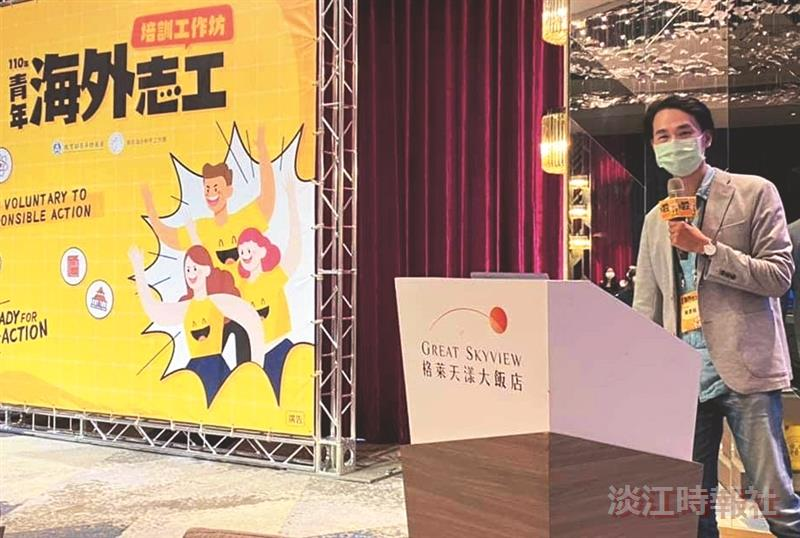 培訓工作坊
110年
青年
海外志工
VOLUNTARY TO
ONSIBLE ACTION
ADY FOR
-ACTION
廣告
GREAT SKYVIEW
格萊天漾大飯店
淡江時報社